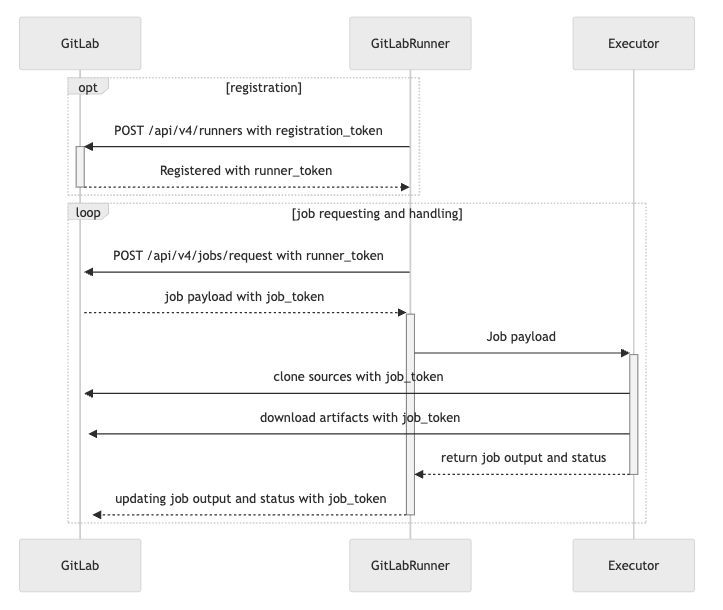 GitLab
GitLabRunner
Executor
opt
[registration]
POST /api/v4/runners with registration_token
Registered with runner_token
loop
[job requesting and handling]
POST /api/v4/jobs/request with runner_token
job payload with job_token
Job payload
clone sources with job_token
download artifacts with job_token
return job output and status
updating job output and status with job_token
GitLab
GitLabRunner
Executor